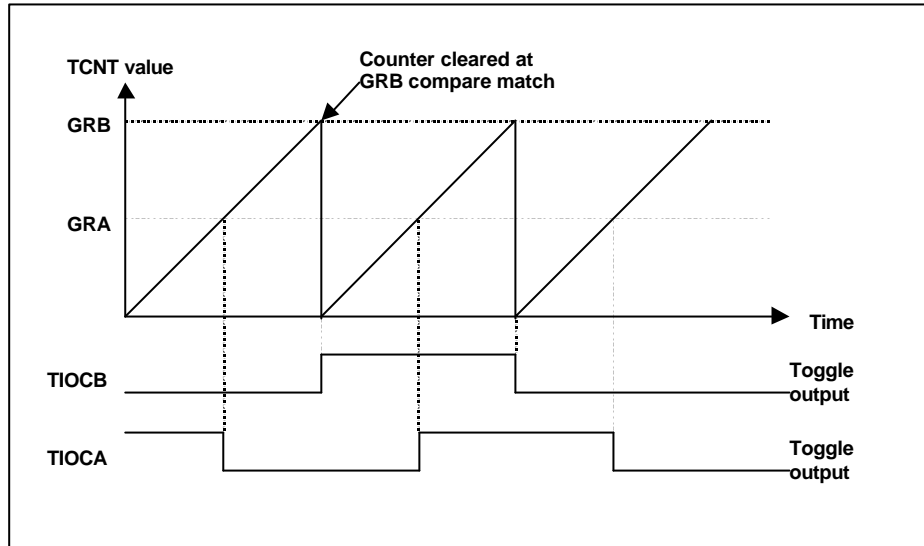 TCNT value
Counter cleared at
GRB compare match
GRB
GRA
Time
TIOCB
Toggle
output
TIOCA
Toggle
output